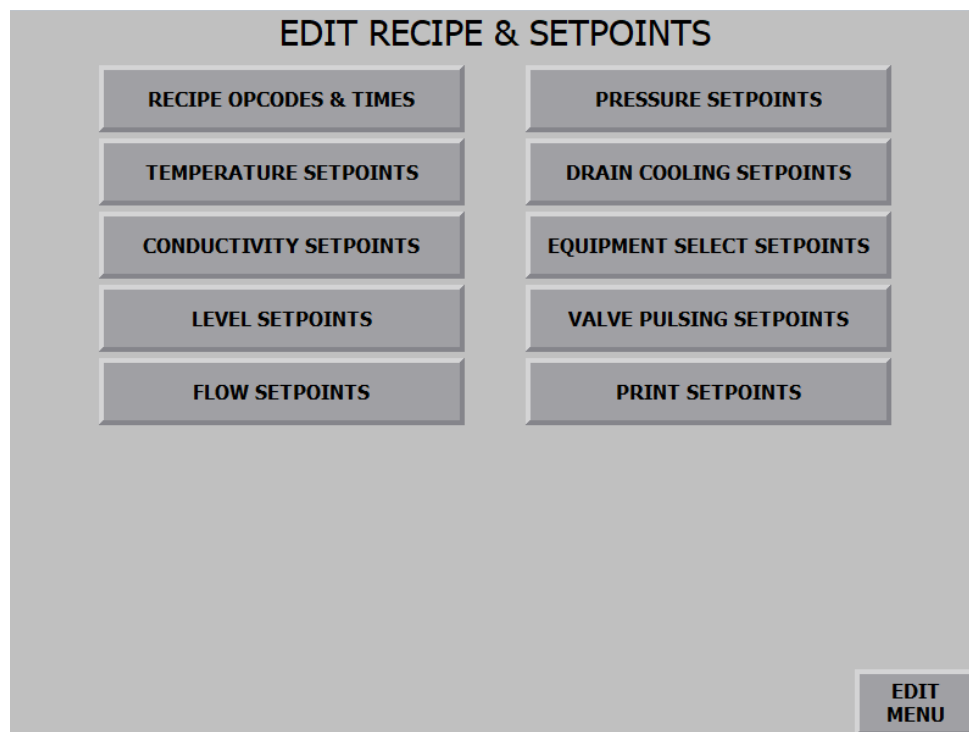 EDIT RECIPE & SETPOINTS
RECIPE OPCODES & TIMES
PRESSURE SETPOINTS
TEMPERATURE SETPOINTS
DRAIN COOLING SETPOINTS
CONDUCTIVITY SETPOINTS
EQUIPMENT SELECT SETPOINTS
LEVEL SETPOINTS
VALVE PULSING SETPOINTS
FLOW SETPOINTS
PRINT SETPOINTS
EDIT
MENU